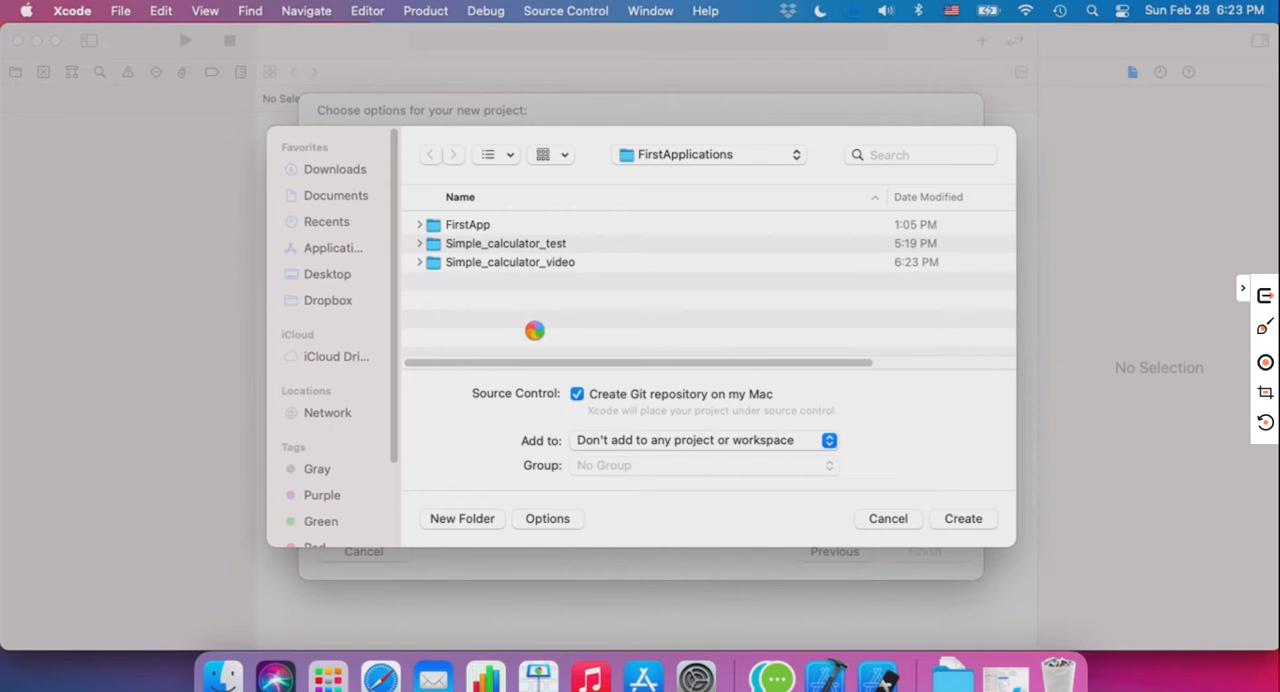 Xcode File Edit View Find Navigate Editor Product Debug Source Control Window Help Sun Feb 28 6:23 PM
No Sele
Choose options for your new project:
Favorites
Downloads
Documents
Recents
Applicati...
Desktop
Dropbox
iCloud
iCloud Dri...
Locations
Network
Tags
Gray
Purple
Green
Red
FirstApplications
Search
Name Date Modified
FirstApp 1:05 PM
Simple_calculator_test 5:19 PM
Simple_calculator_video 6:23 PM
Source Control: Create Git repository on my Mac
Xcode will place your project under source control
Add to: Don't add to any project or workspace
Group: No Group
New Folder Options Cancel Create
Cancel Previous Finish
No Selection